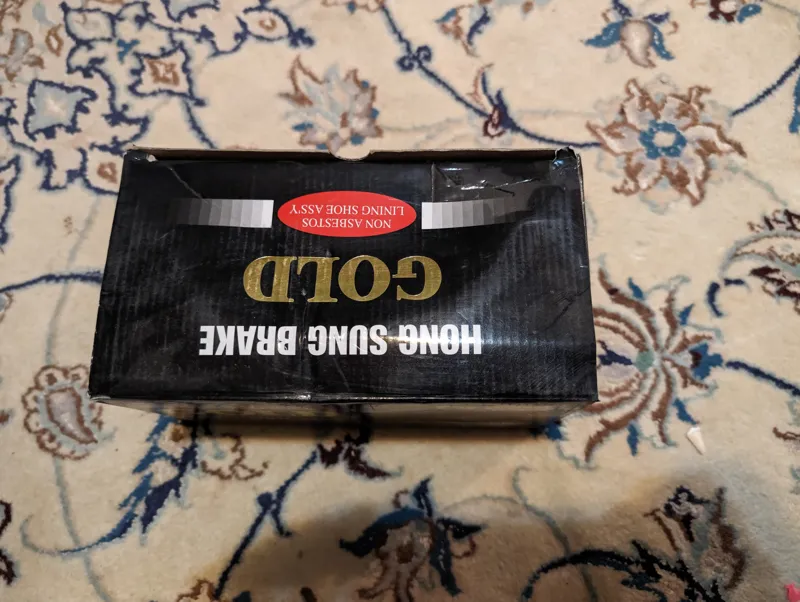 HONG SUNG BRAKE
GOLD
NON ASBESTOS
LINING SHOE ASS'Y